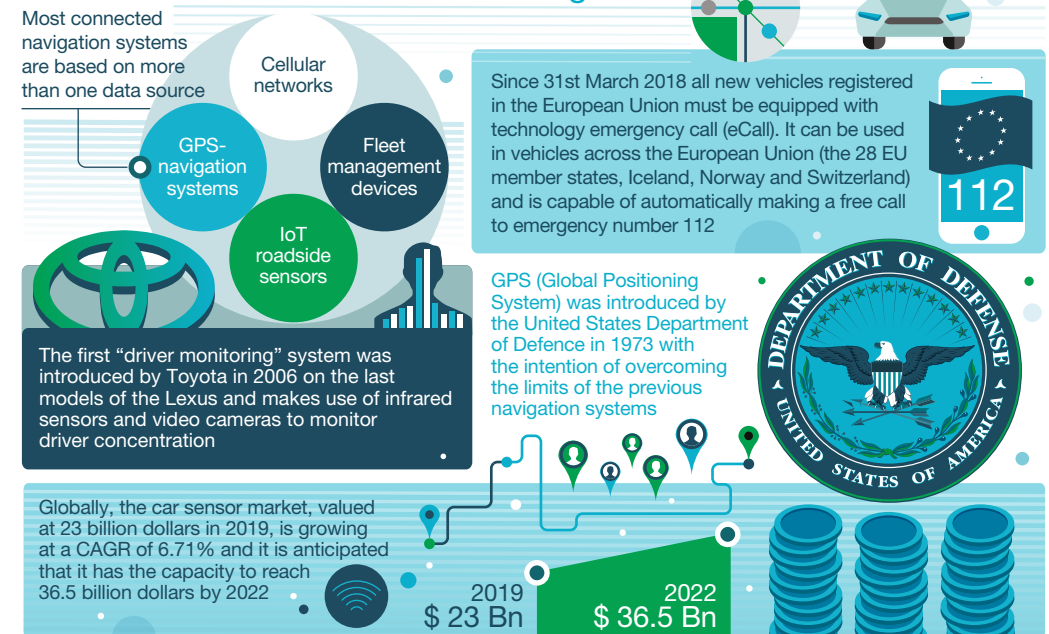 Most connected
navigation systems
are based on more
than one data source
Cellular
networks
GPS-
navigation
systems
Fleet
management
devices
IoT
roadside
sensors
Since 31st March 2018 all new vehicles registered
in the European Union must be equipped with
technology emergency call (eCall). It can be used
in vehicles across the European Union (the 28 EU
member states, Iceland, Norway and Switzerland)
and is capable of automatically making a free call
to emergency number 112
112
The first “driver monitoring” system was
introduced by Toyota in 2006 on the last
models of the Lexus and makes use of infrared
sensors and video cameras to monitor
driver concentration
GPS (Global Positioning
System) was introduced by
the United States Department
of Defence in 1973 with
the intention of overcoming
the limits of the previous
navigation systems
DEPARTMENT OF DEFENSE
UNITED STATES OF AMERICA
Globally, the car sensor market, valued
at 23 billion dollars in 2019, is growing
at a CAGR of 6.71% and it is anticipated
that it has the capacity to reach
36.5 billion dollars by 2022
2019
$ 23 Bn
2022
$ 36.5 Bn